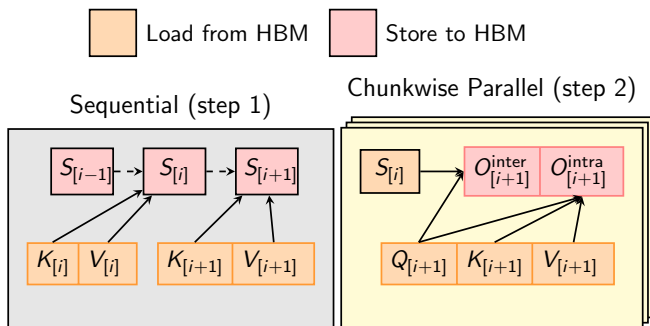 Load from HBM Store to HBM
Sequential (step 1) Chunkwise Parallel (step 2)
S[i−1] S[i] S[i+1] S[i] O[i+1]^inter O[i+1]^intra
K[i] V[i] K[i+1] V[i+1] Q[i+1] K[i+1] V[i+1]